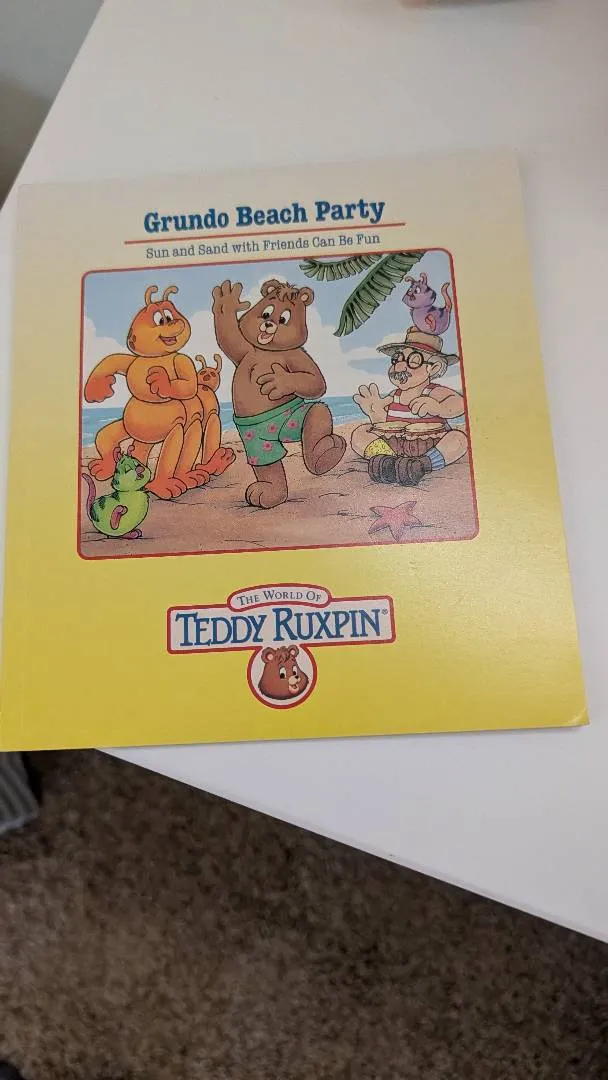 Grundo Beach Party
Sun and Sand with Friends Can Be Fun
THE WORLD OF
TEDDY RUXPIN®